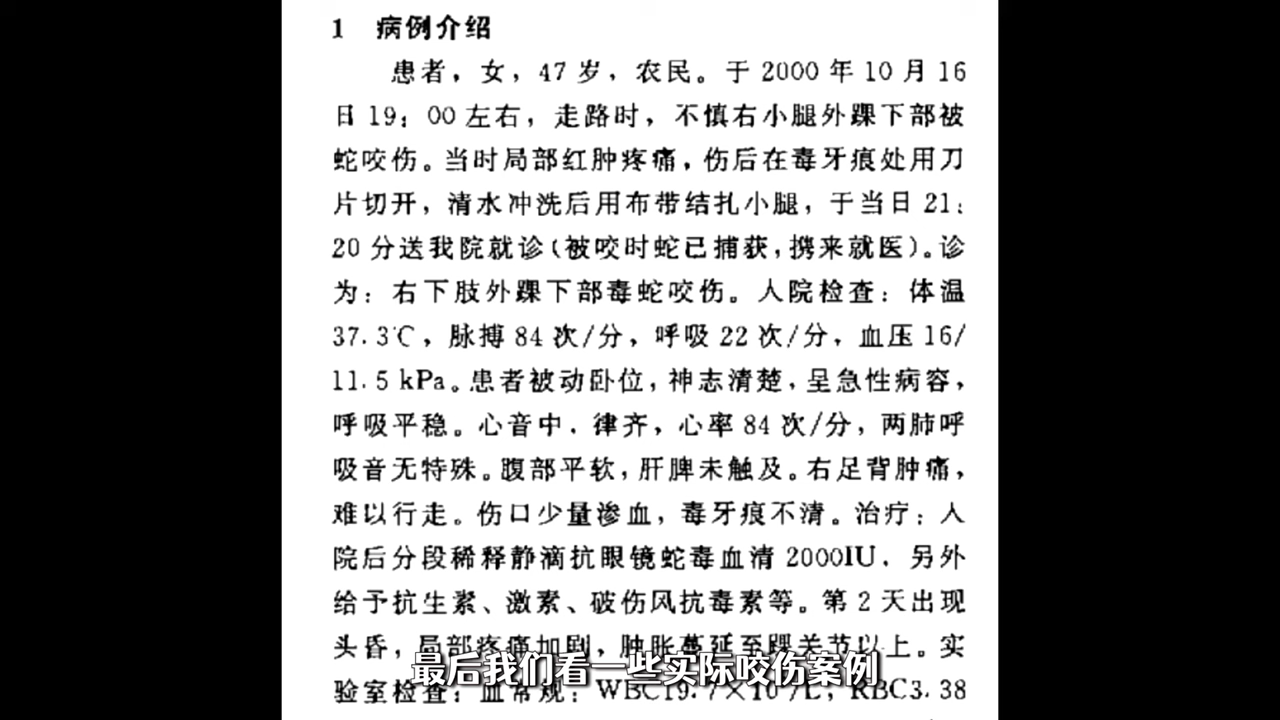 1 病例介绍
患者，女，47岁，农民。于2000年10月16
日19：00左右，走路时，不慎右小腿外踝下部被
蛇咬伤。当时局部红肿疼痛，伤后在毒牙痕处用刀
片切开，清水冲洗后用布带结扎小腿，于当日21：
20分送我院就诊(被咬时蛇已捕获，携来就医)。诊
为：右下肢外踝下部毒蛇咬伤。入院检查：体温
37.3℃，脉搏84次/分，呼吸22次/分，血压16/
11.5 kPa。患者被动卧位，神志清楚，呈急性病容，
呼吸平稳。心音中，律齐，心率84次/分，两肺呼
吸音无特殊。腹部平软，肝脾未触及。右足背肿痛，
难以行走。伤口少量渗血，毒牙痕不清。治疗：入
院后分段稀释静滴抗眼镜蛇毒血清2000IU，另外
给予抗生素、激素、破伤风抗毒素等。第2天出现
头昏，局部疼痛加剧，肿胀蔓延至踝关节以上。实
验室检查：血常规：WBC19.7×10 /L，RBC3.38
最后我们看一些实际咬伤案例